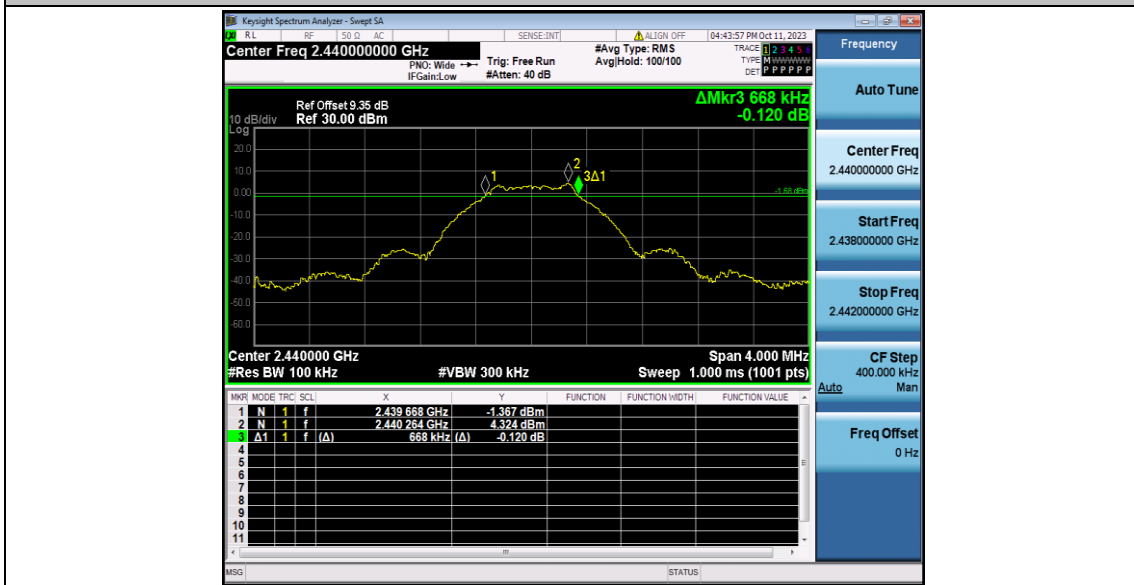 Keysight Spectrum Analyzer - Swept SA
RL RF 50 Ω AC SENSE:INT ALIGN OFF 04:43:57 PM Oct 11, 2023
Center Freq 2.440000000 GHz
PNO: Wide
IFGain:Low
Trig: Free Run
#Atten: 40 dB
#Avg Type: RMS
Avg|Hold: 100/100
TRACE 1 2 3 4 5 6
TYPE M W W W W W
DET P P P P P P
Frequency
Auto Tune
Center Freq
2.440000000 GHz
Start Freq
2.438000000 GHz
Stop Freq
2.442000000 GHz
CF Step
400.000 kHz
Auto Man
Freq Offset
0 Hz
ΔMkr3 668 kHz
-0.120 dB
Ref Offset 9.35 dB
10 dB/div Ref 30.00 dBm
Log
20.0
10.0
0.00
-10.0
-20.0
-30.0
-40.0
-50.0
-60.0
1
2
3Δ1
-1.68 dBm
Center 2.440000 GHz Span 4.000 MHz
#Res BW 100 kHz #VBW 300 kHz Sweep 1.000 ms (1001 pts)
MKR MODE TRC SCL X Y FUNCTION FUNCTION WIDTH FUNCTION VALUE
1 N 1 f 2.439 668 GHz -1.367 dBm
2 N 1 f 2.440 264 GHz 4.324 dBm
3 Δ1 1 f (Δ) 668 kHz (Δ) -0.120 dB
4
5
6
7
8
9
10
11
MSG STATUS